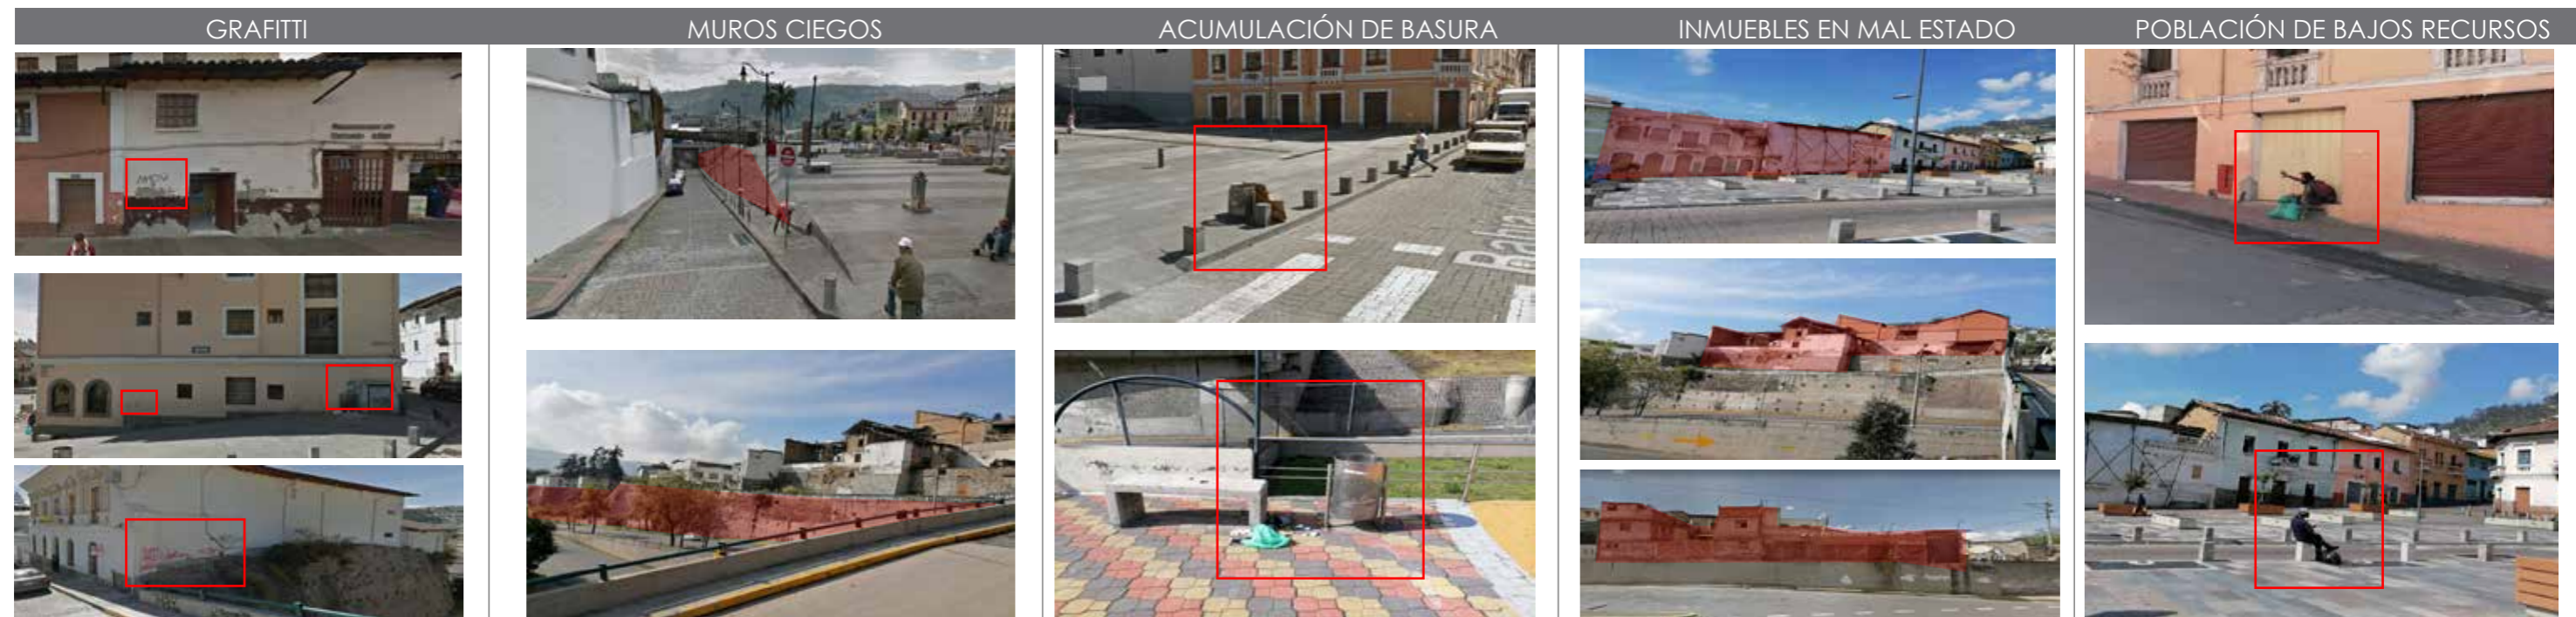 GRAFITTI
MUROS CIEGOS
ACUMULACIÓN DE BASURA
INMUEBLES EN MAL ESTADO
POBLACIÓN DE BAJOS RECURSOS